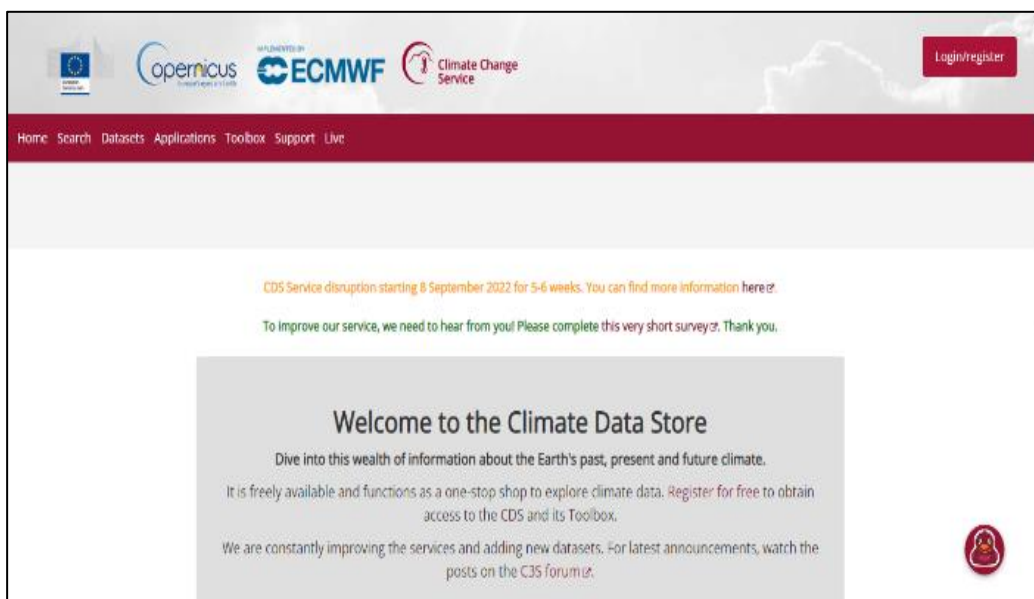 opernicus
IMPLEMENTED BY
ECMWF
Climate Change
Service
Login/register
Home Search Datasets Applications Toolbox Support Live
CDS Service disruption starting 8 September 2022 for 5-6 weeks. You can find more information here.
To improve our service, we need to hear from you! Please complete this very short survey. Thank you.
Welcome to the Climate Data Store
Dive into this wealth of information about the Earth's past, present and future climate.
It is freely available and functions as a one-stop shop to explore climate data. Register for free to obtain
access to the CDS and its Toolbox.
We are constantly improving the services and adding new datasets. For latest announcements, watch the
posts on the C3S forum.